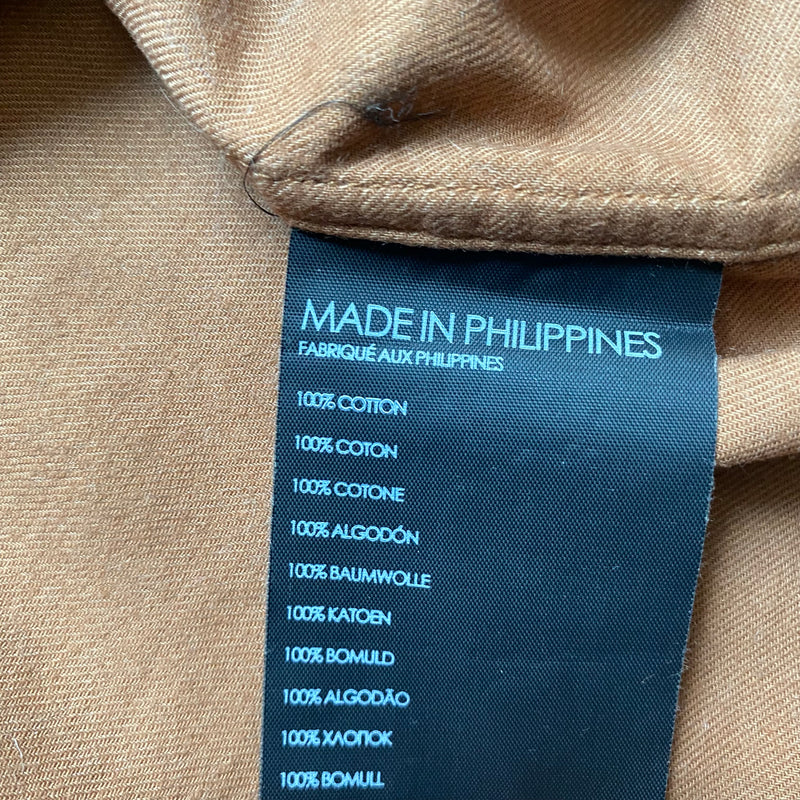 MADE IN PHILIPPINES
FABRIQUÉ AUX PHILIPPINES
100% COTTON
100% COTON
100% COTONE
100% ALGODÓN
100% BAUMWOLLE
100% KATOEN
100% BOMULD
100% ALGODÃO
100% ХЛОПОК
100% BOMULL